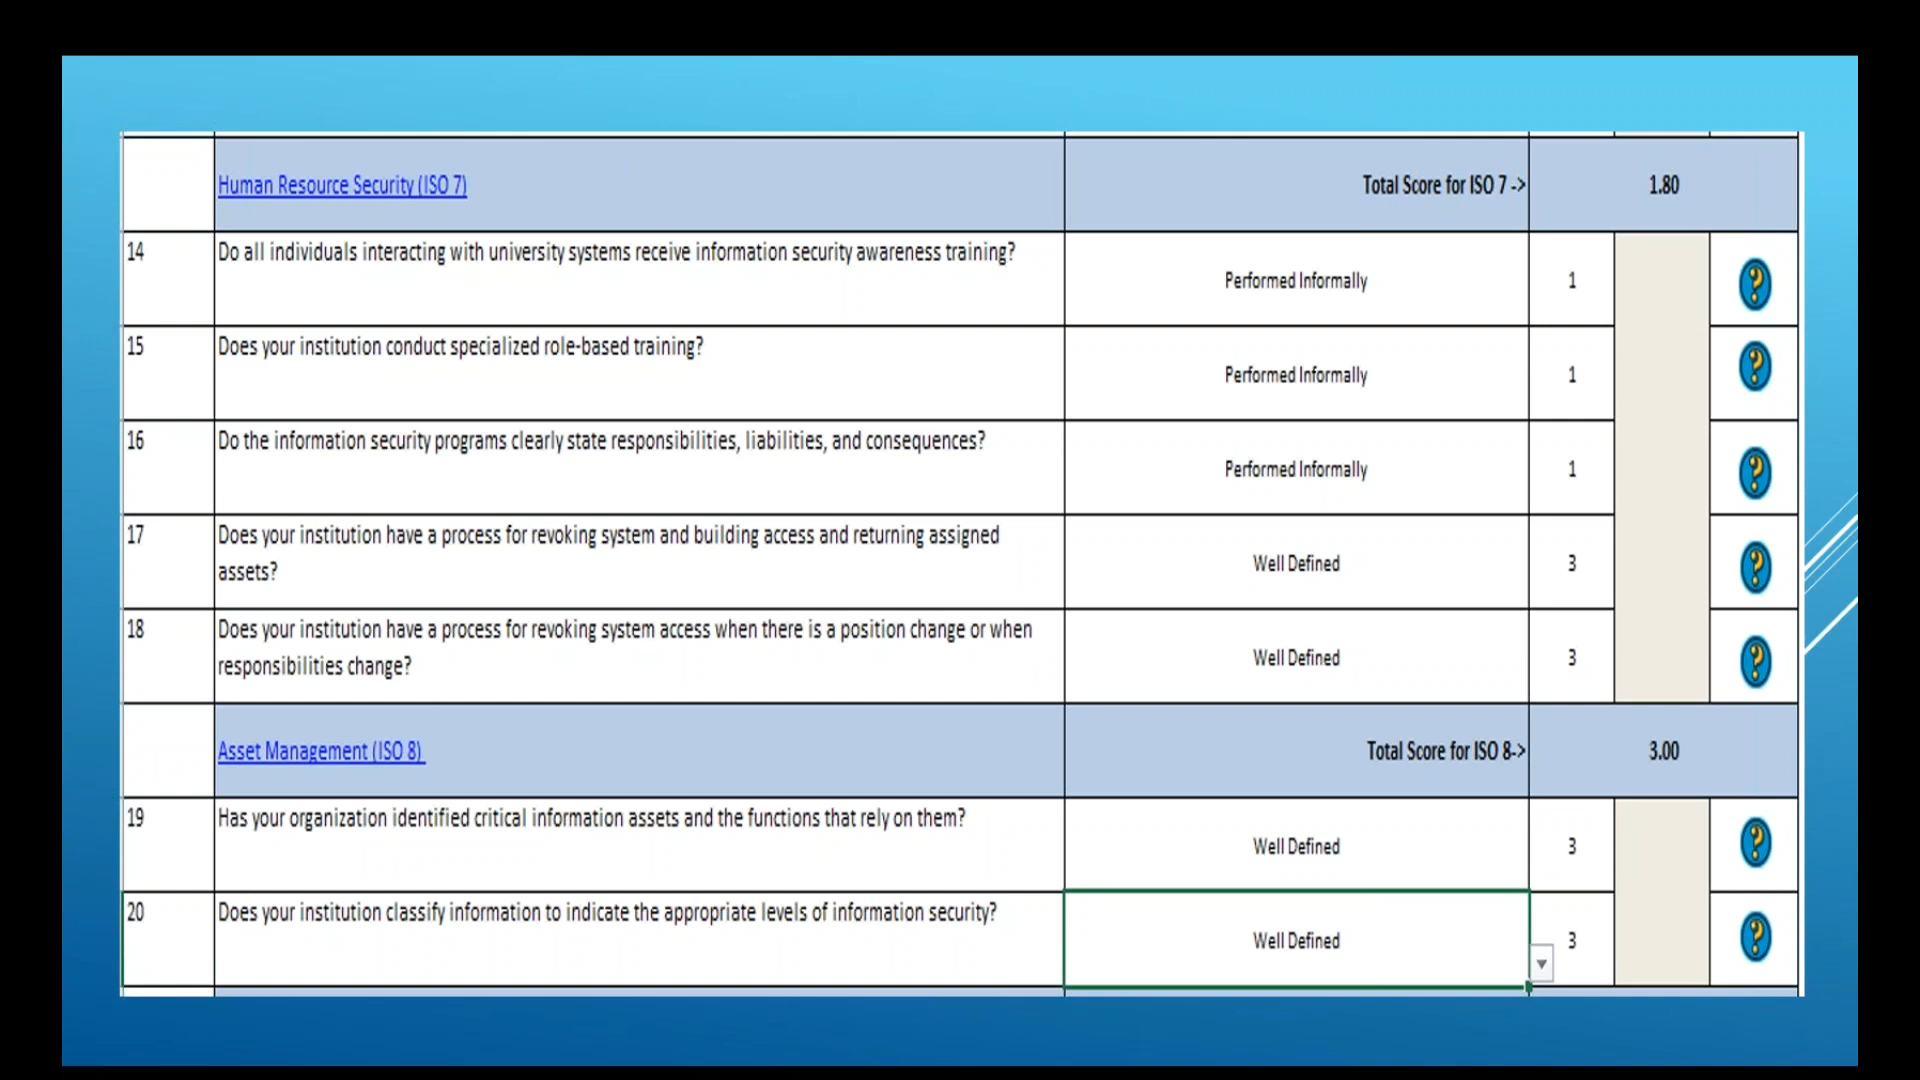 Human Resource Security (ISO 7) Total Score for ISO 7 -> 1.80
14 Do all individuals interacting with university systems receive information security awareness training? Performed Informally 1 ?
15 Does your institution conduct specialized role-based training? Performed Informally 1 ?
16 Do the information security programs clearly state responsibilities, liabilities, and consequences? Performed Informally 1 ?
17 Does your institution have a process for revoking system and building access and returning assigned
assets? Well Defined 3 ?
18 Does your institution have a process for revoking system access when there is a position change or when
responsibilities change? Well Defined 3 ?
Asset Management (ISO 8) Total Score for ISO 8-> 3.00
19 Has your organization identified critical information assets and the functions that rely on them? Well Defined 3 ?
20 Does your institution classify information to indicate the appropriate levels of information security? Well Defined 3 ?